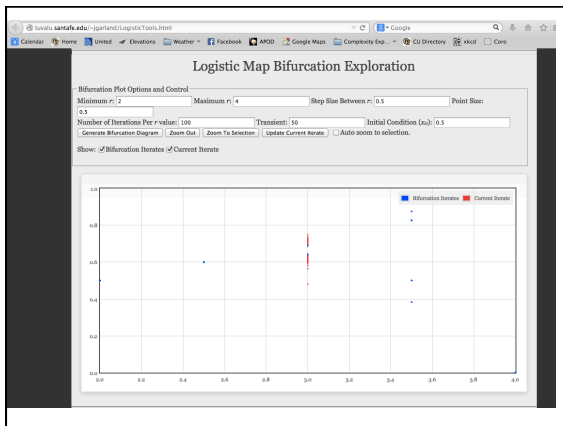 tuvalu.santafe.edu/~jgarland/LogisticTools.html
Google
Calendar Home United Elevations Weather Facebook APOD Google Maps Complexity Exp... CU Directory xkcd Coro
Logistic Map Bifurcation Exploration
Bifurcation Plot Options and Control
Minimum r: 2 Maximum r: 4 Step Size Between r: 0.5 Point Size:
0.5
Number of Iterations Per r value: 100 Transient: 50 Initial Condition (x₀): 0.5
Generate Bifurcation Diagram Zoom Out Zoom To Selection Update Current Iterate Auto zoom to selection.
Show: Bifurcation Iterates Current Iterate
Bifurcation Iterates Current Iterate
1.0
0.8
0.6
0.4
0.2
0.0
2.0 2.2 2.4 2.6 2.8 3.0 3.2 3.4 3.6 3.8 4.0